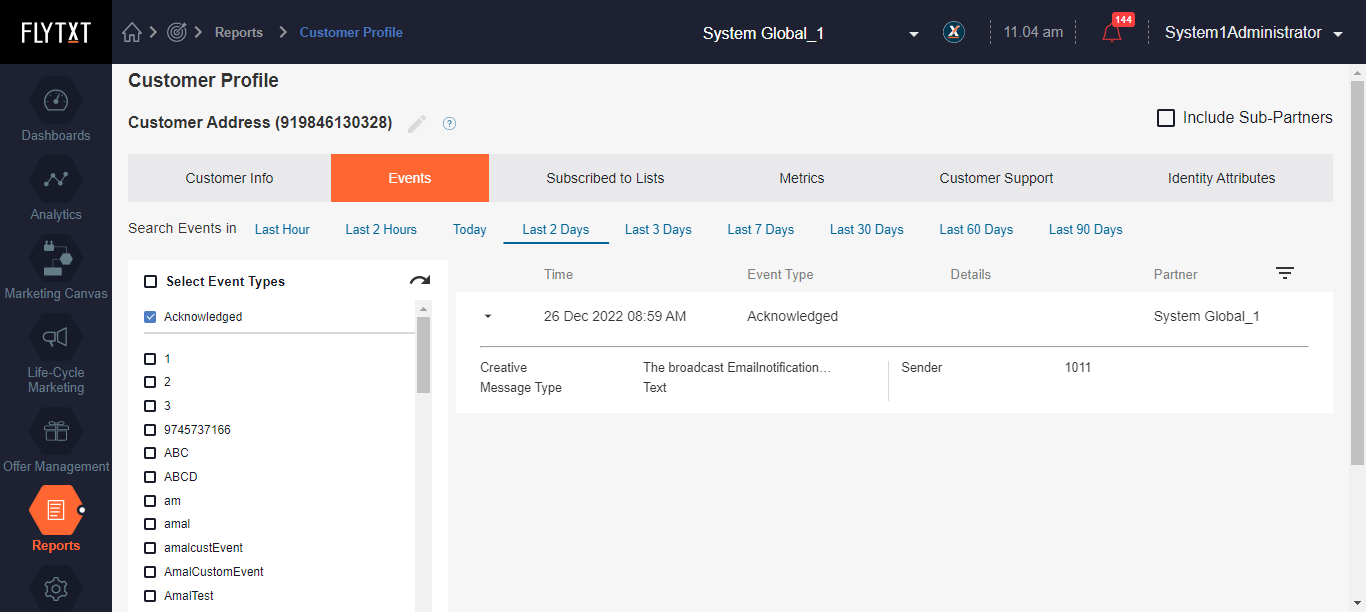 FLYTXT
Reports
Customer Profile
System Global_1
11.04 am
144
System1Administrator
Dashboards
Analytics
Marketing Canvas
Life-Cycle
Marketing
Offer Management
Reports
Customer Profile
Customer Address (919846130328)
?
Include Sub-Partners
Customer Info
Events
Subscribed to Lists
Metrics
Customer Support
Identity Attributes
Search Events in
Last Hour
Last 2 Hours
Today
Last 2 Days
Last 3 Days
Last 7 Days
Last 30 Days
Last 60 Days
Last 90 Days
Select Event Types
Acknowledged
1
2
3
9745737166
ABC
ABCD
am
amal
amalcustEvent
AmalCustomEvent
AmalTest
Time
Event Type
Details
Partner
26 Dec 2022 08:59 AM
Acknowledged
System Global_1
Creative
The broadcast Emailnotification…
Sender
1011
Message Type
Text